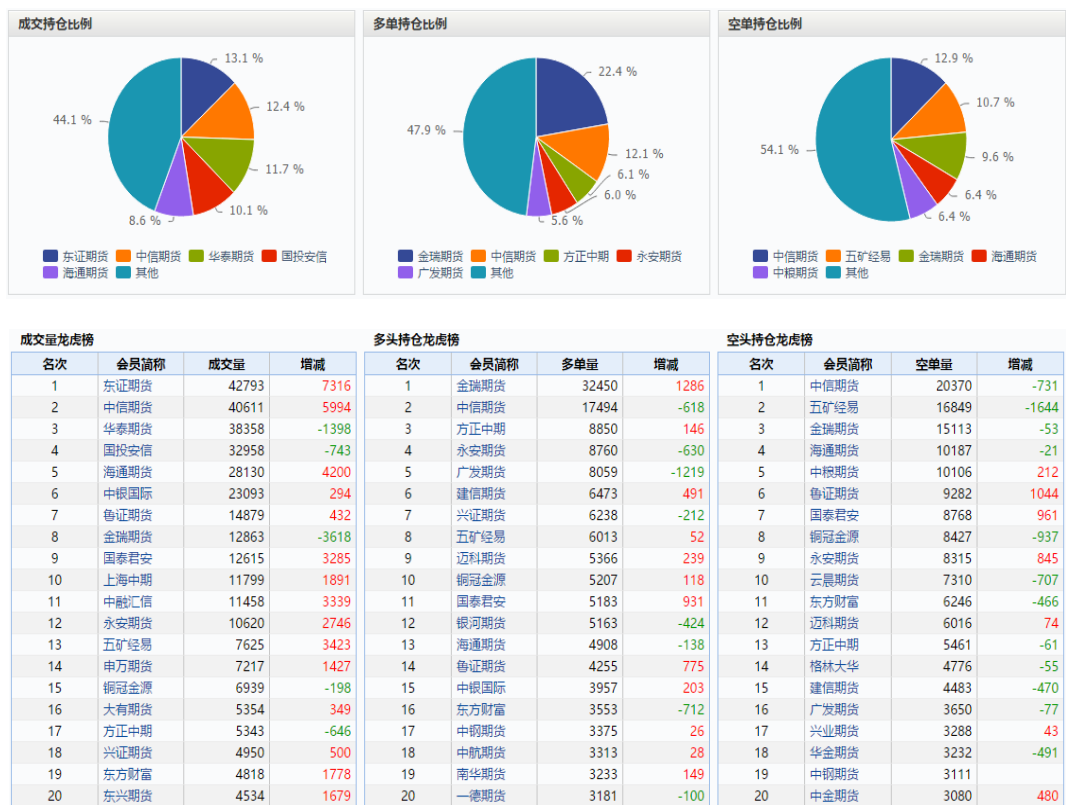 成交持仓比例
13.1 %
12.4 %
11.7 %
10.1 %
8.6 %
44.1 %
东证期货 中信期货 华泰期货 国投安信
海通期货 其他
多单持仓比例
22.4 %
12.1 %
6.1 %
6.0 %
5.6 %
47.9 %
金瑞期货 中信期货 方正中期 永安期货
广发期货 其他
空单持仓比例
12.9 %
10.7 %
9.6 %
6.4 %
6.4 %
54.1 %
中信期货 五矿经易 金瑞期货 海通期货
中粮期货 其他
成交量龙虎榜
名次 会员简称 成交量 增减
1 东证期货 42793 7316
2 中信期货 40611 5994
3 华泰期货 38358 -1398
4 国投安信 32958 -743
5 海通期货 28130 4200
6 中银国际 23093 294
7 鲁证期货 14879 432
8 金瑞期货 12863 -3618
9 国泰君安 12615 3285
10 上海中期 11799 1891
11 中融汇信 11458 3339
12 永安期货 10620 2746
13 五矿经易 7625 3423
14 申万期货 7217 1427
15 铜冠金源 6939 -198
16 大有期货 5354 349
17 方正中期 5343 -646
18 兴证期货 4950 500
19 东方财富 4818 1778
20 东兴期货 4534 1679
多头持仓龙虎榜
名次 会员简称 多单量 增减
1 金瑞期货 32450 1286
2 中信期货 17494 -618
3 方正中期 8850 146
4 永安期货 8760 -630
5 广发期货 8059 -1219
6 建信期货 6473 491
7 兴证期货 6238 -212
8 五矿经易 6013 52
9 迈科期货 5366 239
10 铜冠金源 5207 118
11 国泰君安 5183 931
12 银河期货 5163 -424
13 海通期货 4908 -138
14 鲁证期货 4255 775
15 中银国际 3957 203
16 东方财富 3553 -712
17 中钢期货 3375 26
18 中航期货 3313 28
19 南华期货 3233 149
20 一德期货 3181 -100
空头持仓龙虎榜
名次 会员简称 空单量 增减
1 中信期货 20370 -731
2 五矿经易 16849 -1644
3 金瑞期货 15113 -53
4 海通期货 10187 -21
5 中粮期货 10106 212
6 鲁证期货 9282 1044
7 国泰君安 8768 961
8 铜冠金源 8427 -937
9 永安期货 8315 845
10 云晨期货 7310 -707
11 东方财富 6246 -466
12 迈科期货 6016 74
13 方正中期 5461 -61
14 格林大华 4776 -55
15 建信期货 4483 -470
16 广发期货 3650 -77
17 兴业期货 3288 43
18 华金期货 3232 -491
19 中钢期货 3111
20 中金期货 3080 480